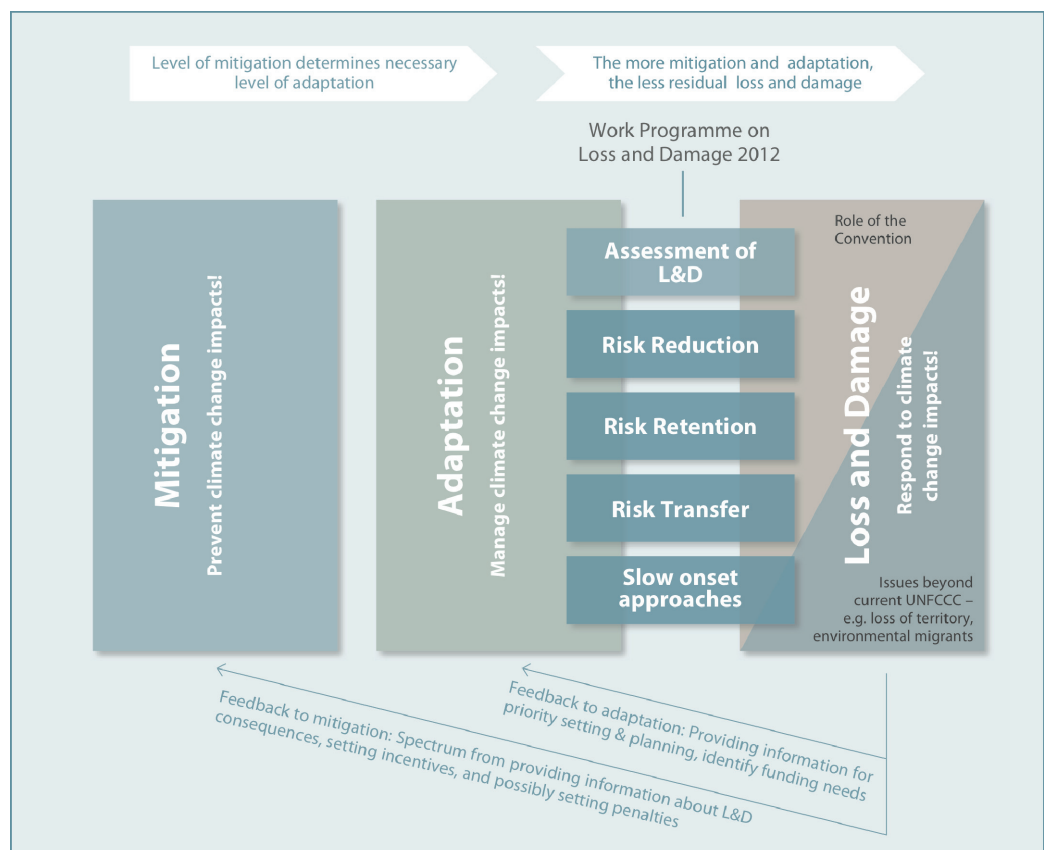 Level of mitigation determines necessary
level of adaptation
The more mitigation and adaptation,
the less residual loss and damage
Work Programme on
Loss and Damage 2012
Mitigation
Prevent climate change impacts!
Adaptation
Manage climate change impacts!
Assessment of
L&D
Risk Reduction
Risk Retention
Risk Transfer
Slow onset
approaches
Role of the
Convention
Loss and Damage
Respond to climate
change impacts!
Issues beyond
current UNFCCC –
e.g. loss of territory,
environmental migrants
Feedback to adaptation: Providing information for
priority setting & planning, identify funding needs
Feedback to mitigation: Spectrum from providing information about L&D
consequences, setting incentives, and possibly setting penalties